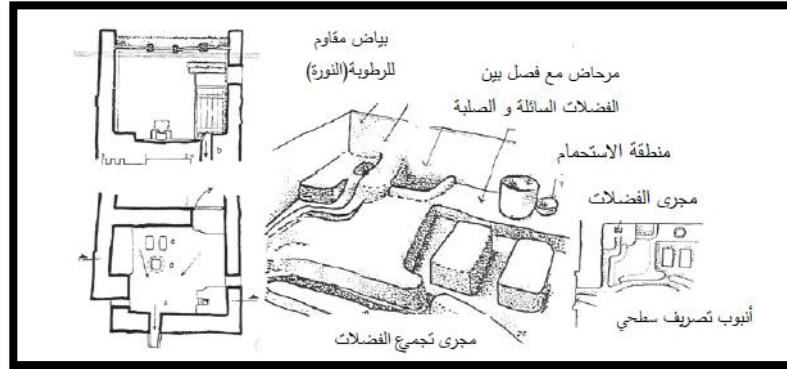 بياض مقاوم
للرطوبة(النورة)
مرحاض مع فصل بين
الفضلات السائلة و الصلبة
منطقة الاستحمام
مجرى الفضلات
أنبوب تصريف سطحي
مجرى تجميع الفضلات